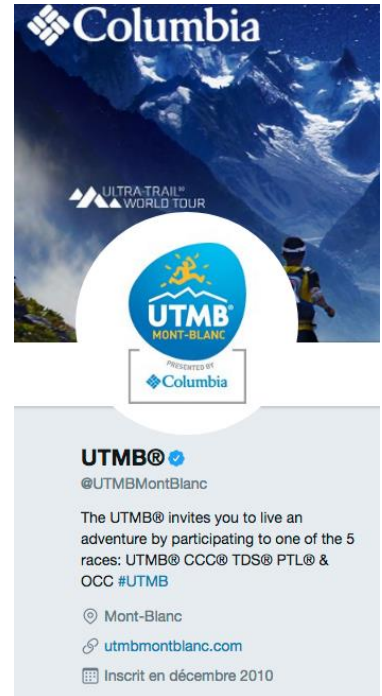 Columbia
ULTRA-TRAIL®
WORLD TOUR
UTMB®
MONT-BLANC
PRESENTED BY
Columbia
UTMB®
@UTMBMontBlanc
The UTMB® invites you to live an
adventure by participating to one of the 5
races: UTMB® CCC® TDS® PTL® &
OCC #UTMB
Mont-Blanc
utmbmontblanc.com
Inscrit en décembre 2010